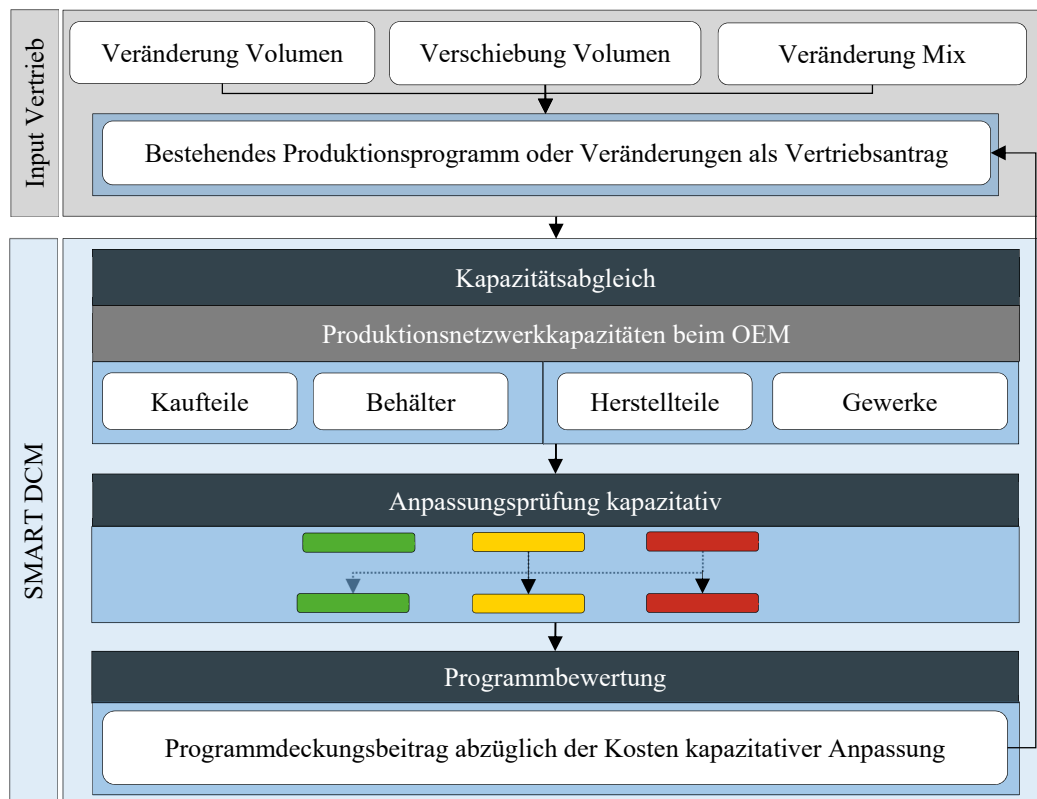 Input Vertrieb
Veränderung Volumen
Verschiebung Volumen
Veränderung Mix
Bestehendes Produktionsprogramm oder Veränderungen als Vertriebsantrag
SMART DCM
Kapazitätsabgleich
Produktionsnetzwerkkapazitäten beim OEM
Kaufteile
Behälter
Herstellteile
Gewerke
Anpassungsprüfung kapazitativ
Programmbewertung
Programmdeckungsbeitrag abzüglich der Kosten kapazitativer Anpassung